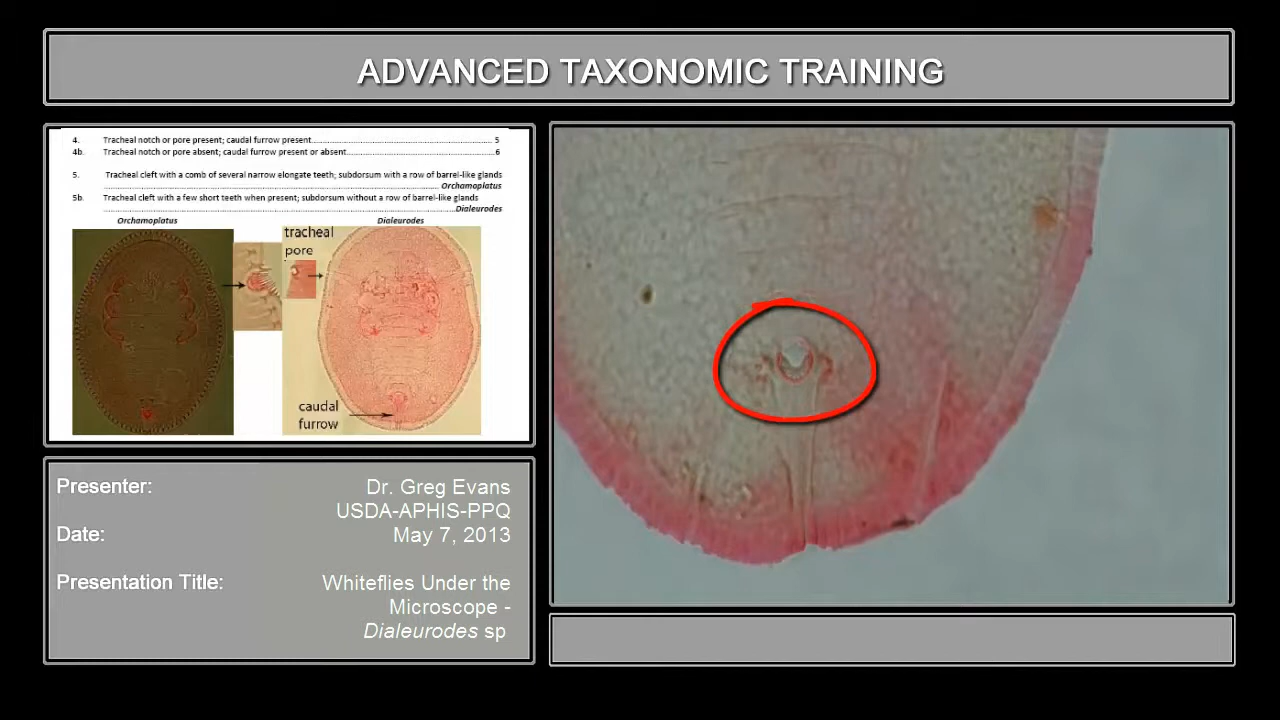 ADVANCED TAXONOMIC TRAINING
4. Tracheal notch or pore present; caudal furrow present........................................................................ 5
4b. Tracheal notch or pore absent; caudal furrow present or absent...........................................................6
5. Tracheal cleft with a comb of several narrow elongate teeth; subdorsum with a row of barrel-like glands
........................................................................................................................ Orchamoplatus
5b. Tracheal cleft with a few short teeth when present; subdorsum without a row of barrel-like glands
..............................................................................................................................Dialeurodes
Orchamoplatus Dialeurodes
tracheal
pore
caudal
furrow
Presenter: Dr. Greg Evans
USDA-APHIS-PPQ
Date: May 7, 2013
Presentation Title: Whiteflies Under the
Microscope -
Dialeurodes sp